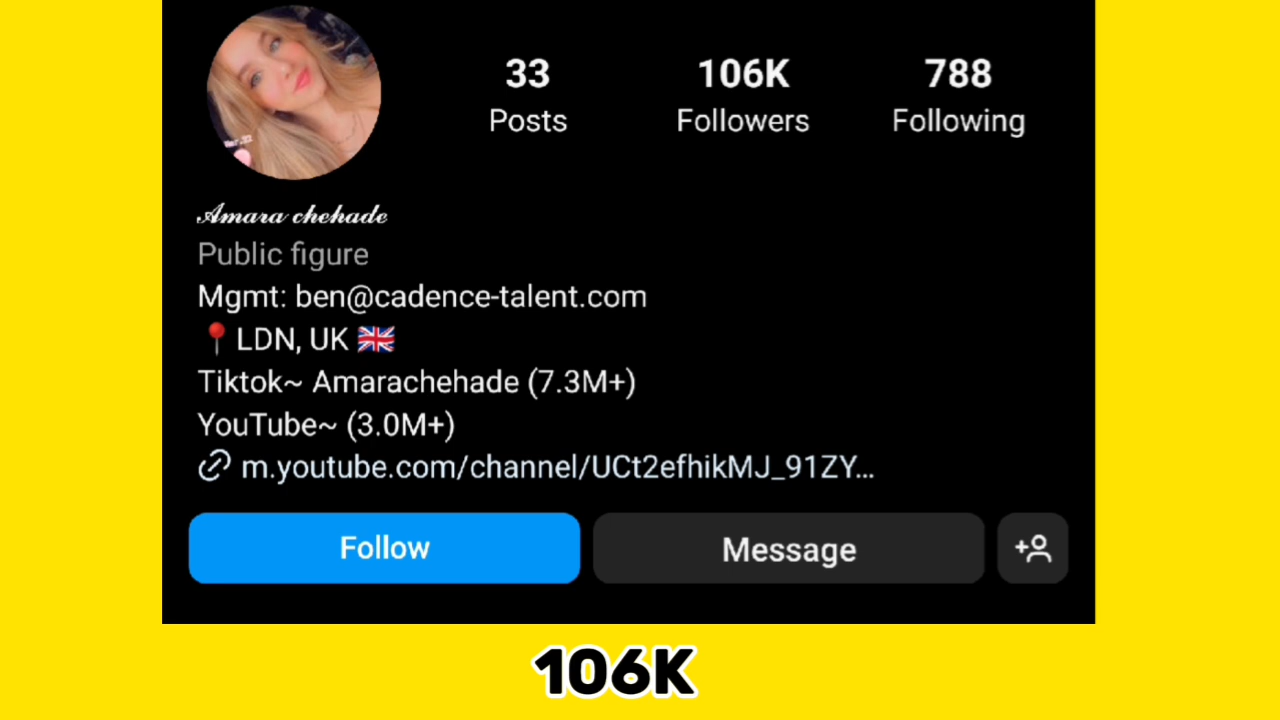 33 106K 788
Posts Followers Following
𝒜𝓂𝒶𝓇𝒶 𝒸𝒽𝑒𝒽𝒶𝒹𝑒
Public figure
Mgmt: ben@cadence-talent.com
📍LDN, UK 🇬🇧
Tiktok~ Amarachehade (7.3M+)
YouTube~ (3.0M+)
m.youtube.com/channel/UCt2efhikMJ_91ZY...
Follow Message
106K